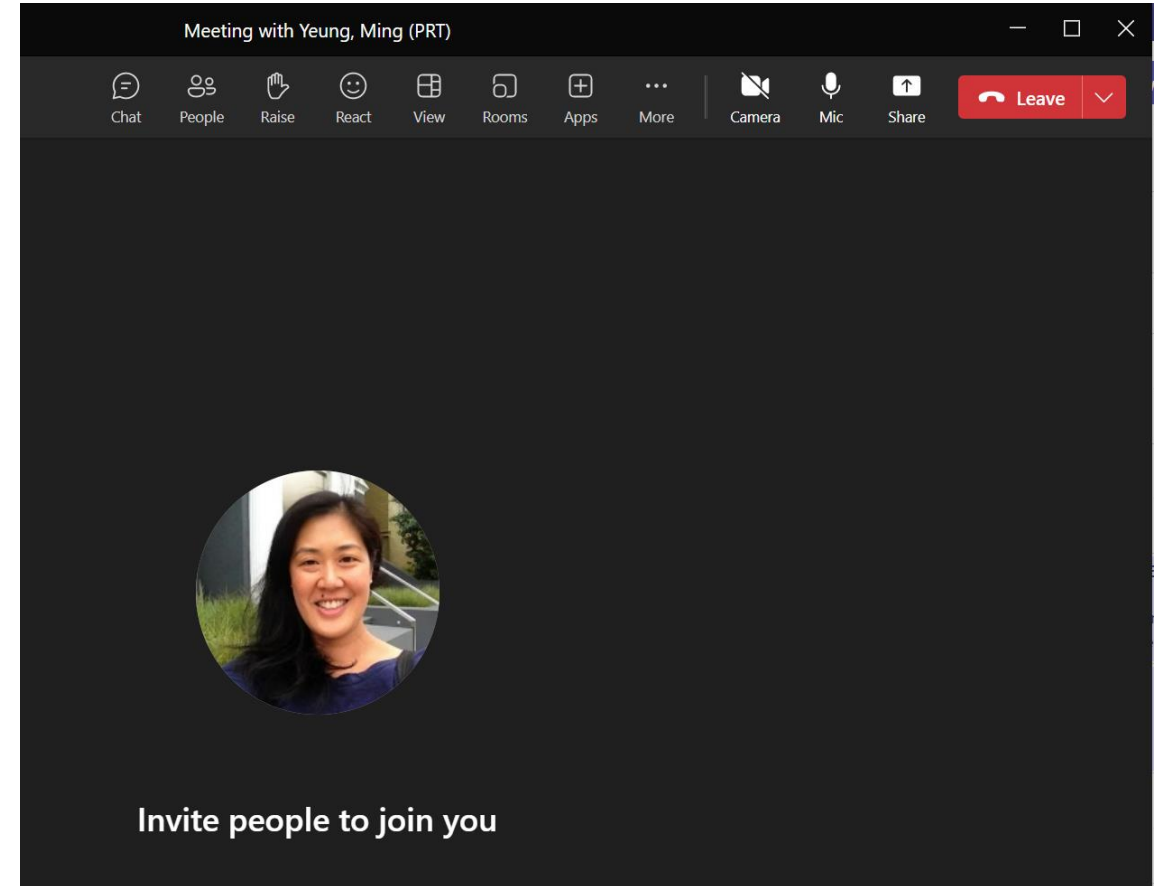 Meeting with Yeung, Ming (PRT)
Chat People Raise React View Rooms Apps More Camera Mic Share Leave
Invite people to join you